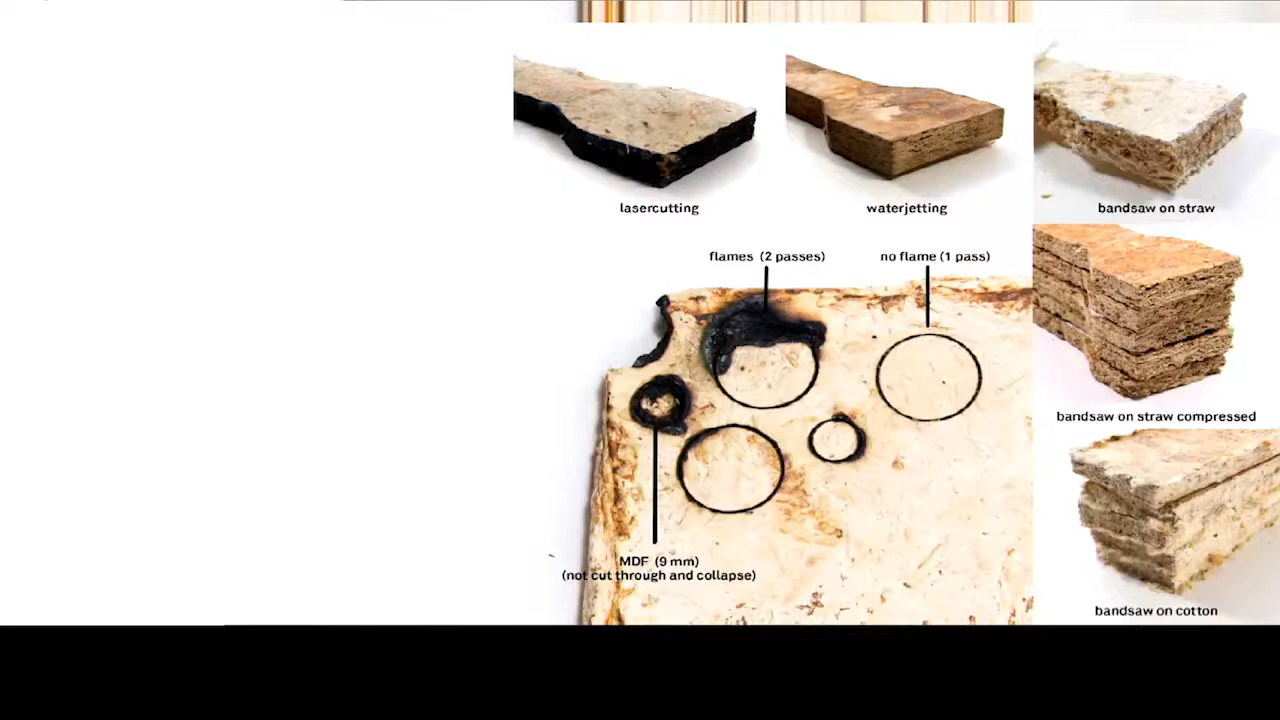 lasercutting
waterjetting
bandsaw on straw
flames (2 passes)
no flame (1 pass)
bandsaw on straw compressed
MDF (9 mm)
(not cut through and collapse)
bandsaw on cotton